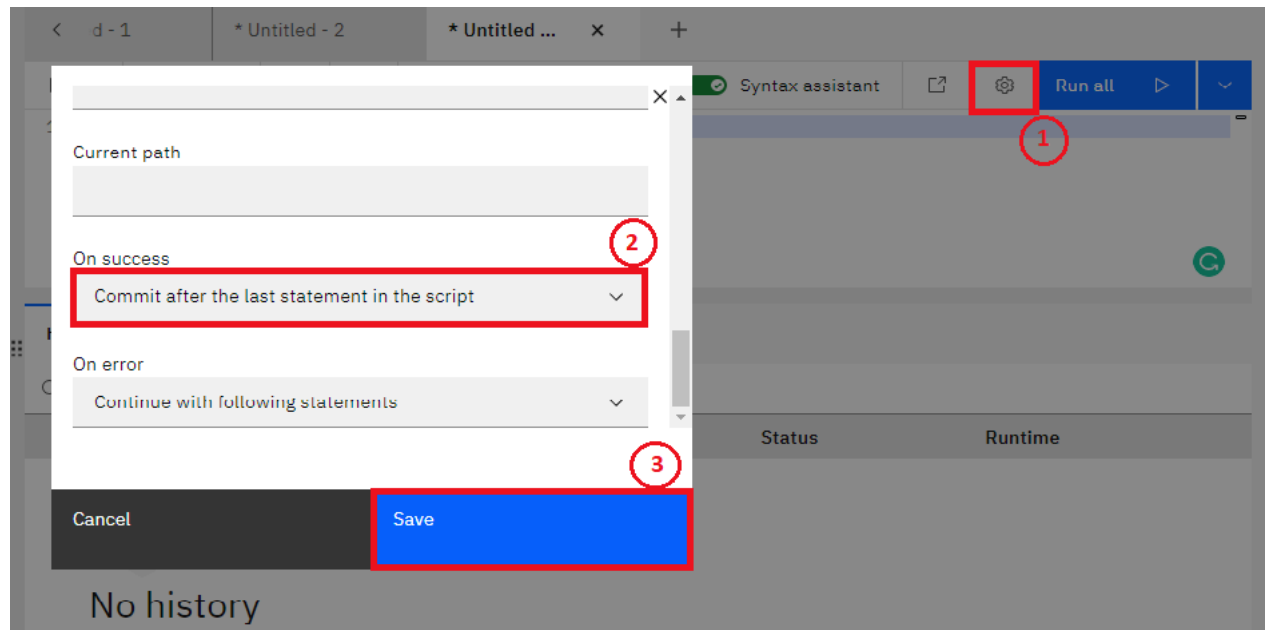 d - 1
* Untitled - 2
* Untitled ...
Syntax assistant
Run all
1
1
Current path
2
On success
Commit after the last statement in the script
On error
Continue with following statements
Status
Runtime
3
Cancel
Save
No history